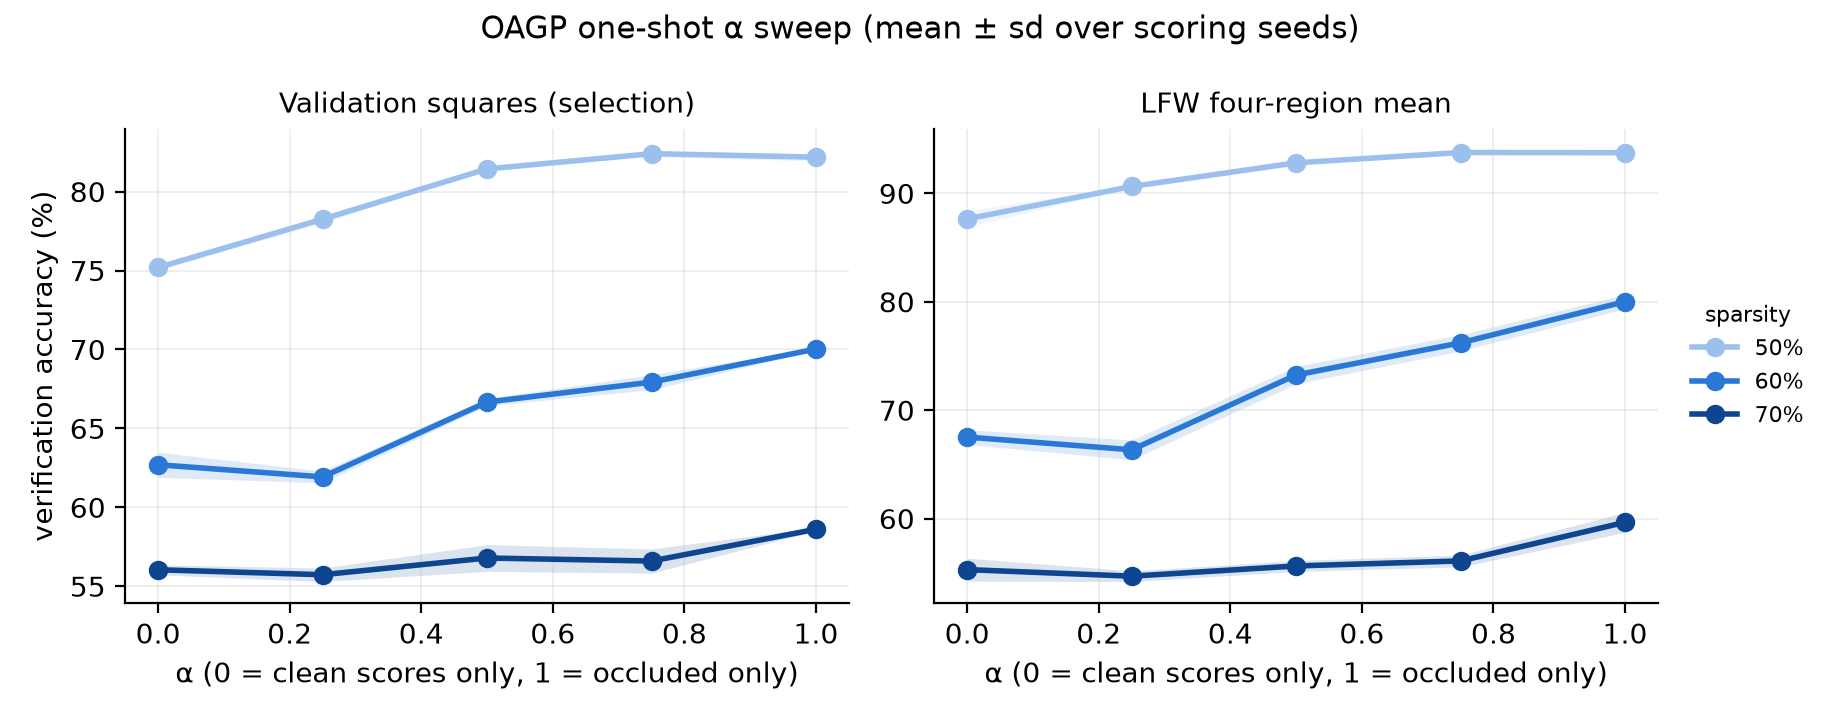 OAGP one-shot α sweep (mean ± sd over scoring seeds)
Validation squares (selection)
verification accuracy (%)
80
75
70
65
60
55
0.0 0.2 0.4 0.6 0.8 1.0
α (0 = clean scores only, 1 = occluded only)
LFW four-region mean
90
80
70
60
0.0 0.2 0.4 0.6 0.8 1.0
α (0 = clean scores only, 1 = occluded only)
sparsity
50%
60%
70%